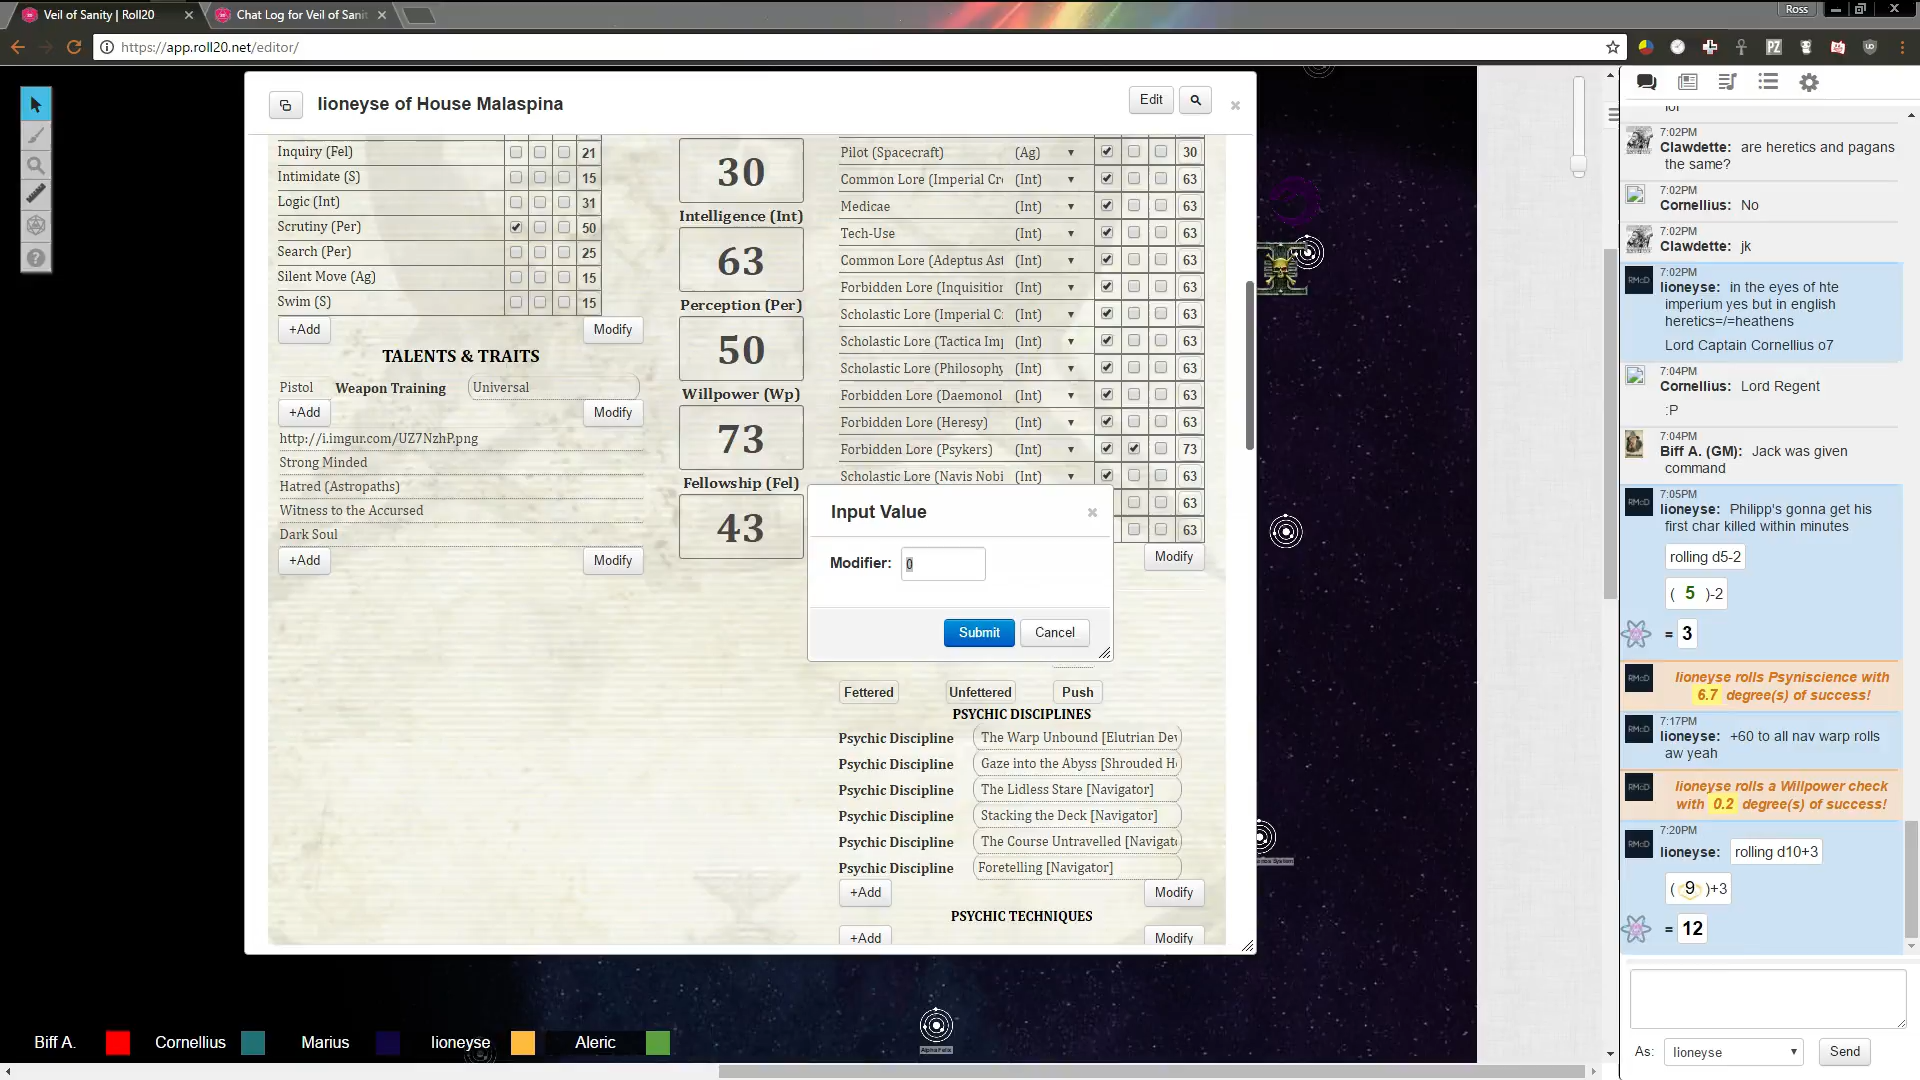 Veil of Sanity | Roll20
Chat Log for Veil of Sanit
Ross
https://app.roll20.net/editor/
lioneyse of House Malaspina
Edit
Inquiry (Fel) 21
Intimidate (S) 15
Logic (Int) 31
Scrutiny (Per) 50
Search (Per) 25
Silent Move (Ag) 15
Swim (S) 15
+Add Modify
TALENTS & TRAITS
Pistol Weapon Training Universal
+Add Modify
http://i.imgur.com/UZ7NzhP.png
Strong Minded
Hatred (Astropaths)
Witness to the Accursed
Dark Soul
+Add Modify
30
Intelligence (Int)
63
Perception (Per)
50
Willpower (Wp)
73
Fellowship (Fel)
43
Pilot (Spacecraft) (Ag) 30
Common Lore (Imperial Cr (Int) 63
Medicae (Int) 63
Tech-Use (Int) 63
Common Lore (Adeptus Ast (Int) 63
Forbidden Lore (Inquisition (Int) 63
Scholastic Lore (Imperial C (Int) 63
Scholastic Lore (Tactica Im (Int) 63
Scholastic Lore (Philosophy (Int) 63
Forbidden Lore (Daemonol (Int) 63
Forbidden Lore (Heresy) (Int) 63
Forbidden Lore (Psykers) (Int) 73
Scholastic Lore (Navis Nobi (Int) 63
63
63
Modify
Input Value
Modifier: 0
Submit Cancel
Fettered Unfettered Push
PSYCHIC DISCIPLINES
Psychic Discipline The Warp Unbound [Elutrian De
Psychic Discipline Gaze into the Abyss [Shrouded H
Psychic Discipline The Lidless Stare [Navigator]
Psychic Discipline Stacking the Deck [Navigator]
Psychic Discipline The Course Untravelled [Navigat
Psychic Discipline Foretelling [Navigator]
+Add Modify
PSYCHIC TECHNIQUES
+Add Modify
Biff A.
Cornellius
Marius
lioneyse
Aleric
lol
7:02PM
Clawdette: are heretics and pagans
the same?
7:02PM
Cornellius: No
7:02PM
Clawdette: jk
7:02PM
lioneyse: in the eyes of hte
imperium yes but in english
heretics=/=heathens
Lord Captain Cornellius o7
7:04PM
Cornellius: Lord Regent
:P
7:04PM
Biff A. (GM): Jack was given
command
7:05PM
lioneyse: Philipp's gonna get his
first char killed within minutes
rolling d5-2
( 5 )-2
= 3
lioneyse rolls Psyniscience with
6.7 degree(s) of success!
7:17PM
lioneyse: +60 to all nav warp rolls
aw yeah
lioneyse rolls a Willpower check
with 0.2 degree(s) of success!
7:20PM
lioneyse: rolling d10+3
( 9 )+3
= 12
As: lioneyse Send